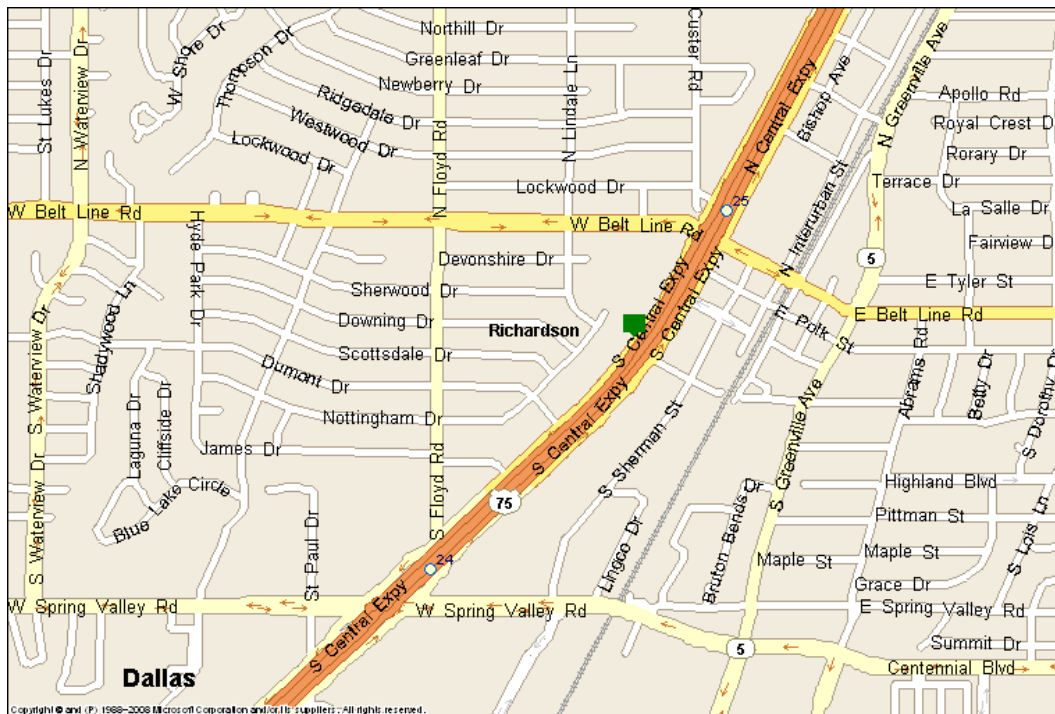 St Lukes Dr
N Waterview Dr
W Shore Dr
Thompson Dr
Northill Dr
Greenleaf Dr
Newberry Dr
Ridgedale Dr
Westwood Dr
Lockwood Dr
N Floyd Rd
N Lindale Ln
Custer Rd
N Central Expy
Bishop Ave
N Greenville Ave
Apollo Rd
Royal Crest Dr
Rorary Dr
Terrace Dr
La Salle Dr
Fairview D
Lockwood Dr
25
W Belt Line Rd
W Belt Line Rd
N Interurban St
5
E Tyler St
E Belt Line Rd
E Polk St
Hyde Park Dr
Devonshire Dr
Sherwood Dr
Downing Dr
Scottsdale Dr
Dumont Dr
Nottingham Dr
James Dr
Richardson
S Central Expy
S Central Expy
S Central Expy
S Waterview Dr
Shadywood Ln
Laguna Dr
Cliffside Dr
Blue Lake Circle
S Waterview Dr
St Paul Dr
S Floyd Rd
75
24
S Sherman St
Lingco Dr
Bruton Bends Dr
S Greenville Ave
Abrams Rd
Betty Dr
S Dorothy Dr
Highland Blvd
Pittman St
Maple St
Maple St
Grace Dr
S Lois Ln
W Spring Valley Rd
W Spring Valley Rd
E Spring Valley Rd
S Central Expy
5
Summit Dr
Centennial Blvd
Dallas
Copyright © and (P) 1988–2006 Microsoft Corporation and/or its suppliers. All rights reserved.